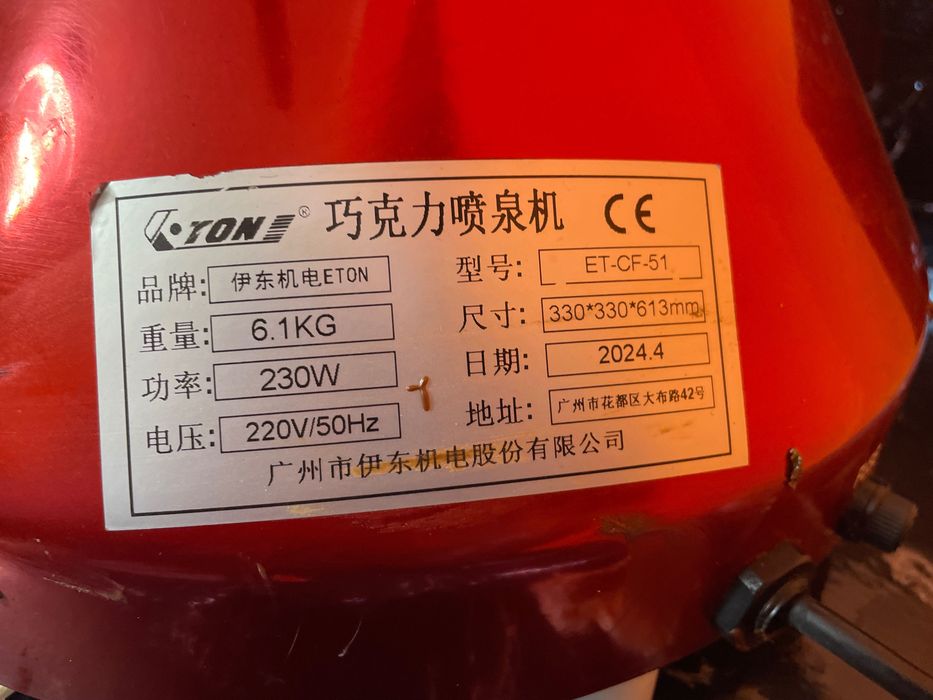 ETON® 巧克力喷泉机 CE
品牌: 伊东机电ETON
型号: ET-CF-51
重量: 6.1KG
尺寸: 330*330*613mm
功率: 230W
日期: 2024.4
电压: 220V/50Hz
地址: 广州市花都区大布路42号
广州市伊东机电股份有限公司